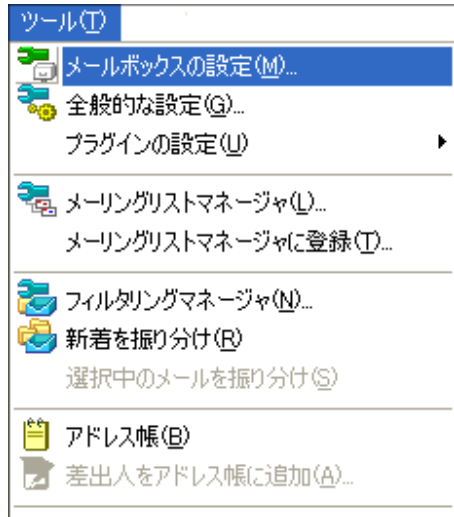 ツール(T)
メールボックスの設定(M)...
全般的な設定(G)...
プラグインの設定(U)
メーリングリストマネージャ(L)...
メーリングリストマネージャに登録(T)...
フィルタリングマネージャ(N)...
新着を振り分け(R)
選択中のメールを振り分け(S)
アドレス帳(B)
差出人をアドレス帳に追加(A)...